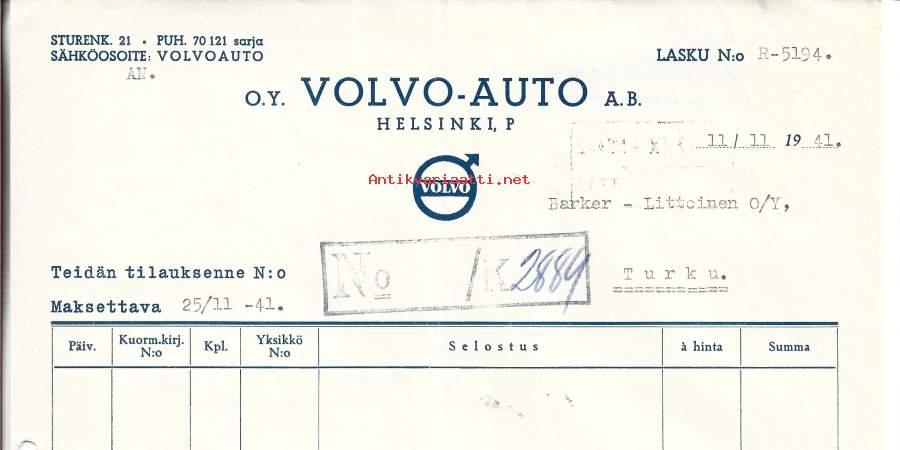 STURENK. 21 • PUH. 70 121 sarja
SÄHKÖOSOITE: VOLVOAUTO
AN.
LASKU N:o R-5194.
O.Y. VOLVO-AUTO A.B.
HELSINKI, P
11/ 11 19 41.
Antikvariaatti.net
VOLVO
Barker - Littoinen O/Y,
No /K 2889
Teidän tilauksenne N:o
Turku.
Maksettava 25/11 -41.
Päiv. Kuorm.kirj. N:o Kpl. Yksikkö N:o Selostus à hinta Summa